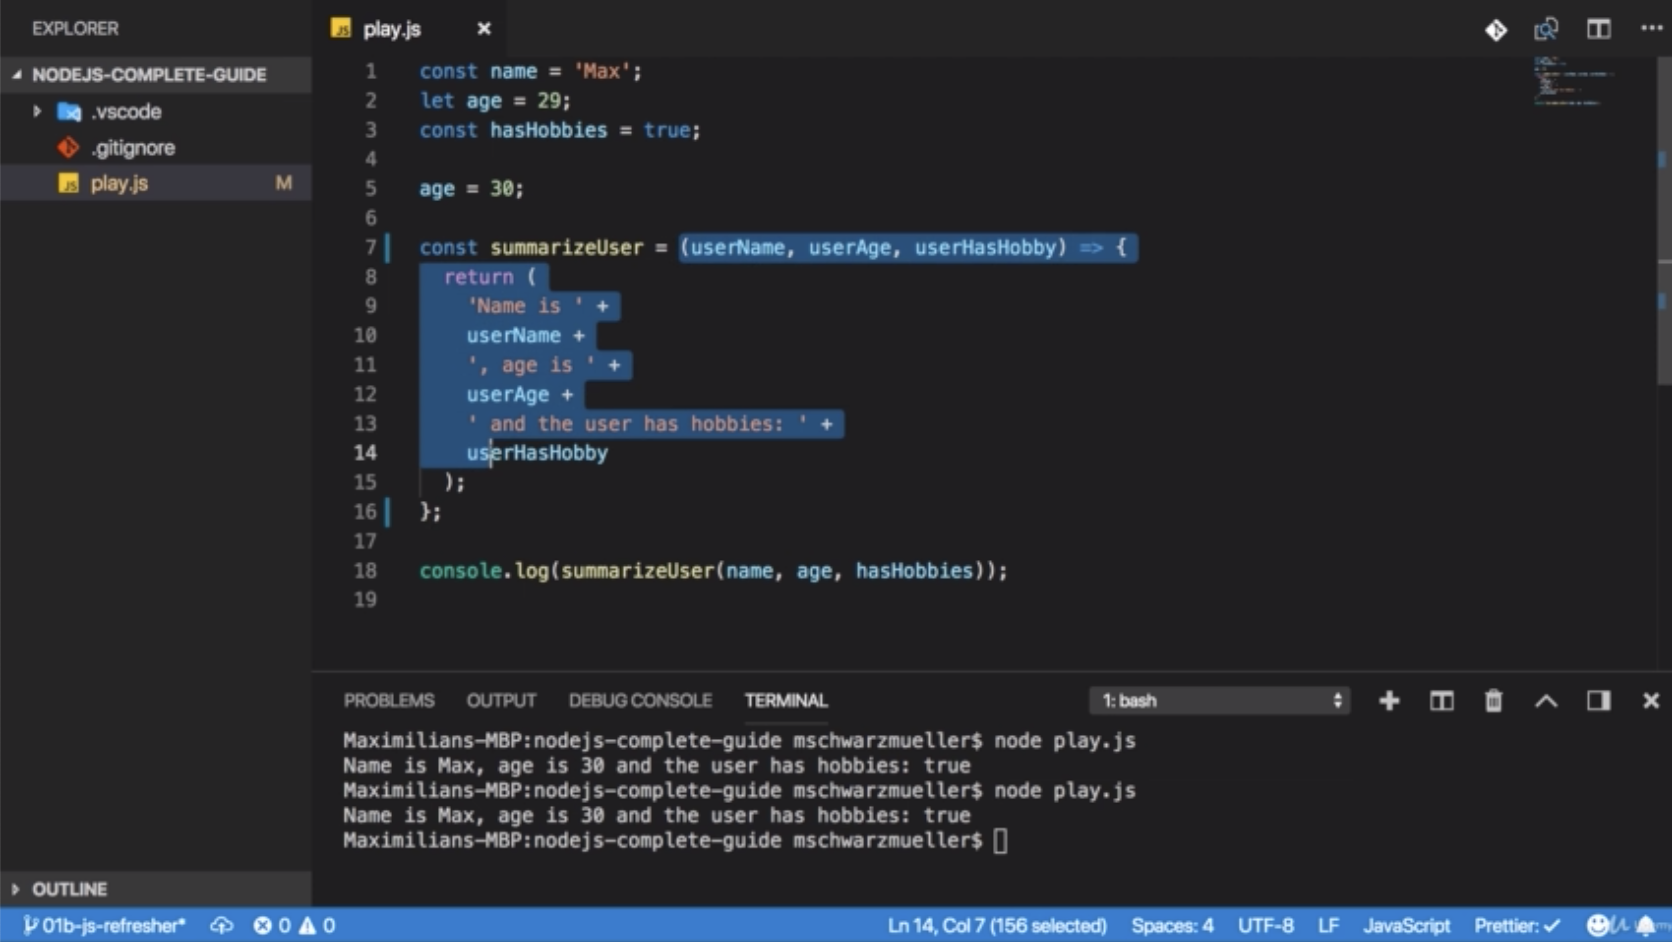 EXPLORER
NODEJS-COMPLETE-GUIDE
.vscode
.gitignore
play.js M
OUTLINE
play.js
1 const name = 'Max';
2 let age = 29;
3 const hasHobbies = true;
4
5 age = 30;
6
7 const summarizeUser = (userName, userAge, userHasHobby) => {
8 return (
9 'Name is ' +
10 userName +
11 ', age is ' +
12 userAge +
13 ' and the user has hobbies: ' +
14 userHasHobby
15 );
16 };
17
18 console.log(summarizeUser(name, age, hasHobbies));
19
PROBLEMS OUTPUT DEBUG CONSOLE TERMINAL 1: bash
Maximilians-MBP:nodejs-complete-guide mschwarzmueller$ node play.js
Name is Max, age is 30 and the user has hobbies: true
Maximilians-MBP:nodejs-complete-guide mschwarzmueller$ node play.js
Name is Max, age is 30 and the user has hobbies: true
Maximilians-MBP:nodejs-complete-guide mschwarzmueller$
01b-js-refresher* 0 0 Ln 14, Col 7 (156 selected) Spaces: 4 UTF-8 LF JavaScript Prettier: ✓